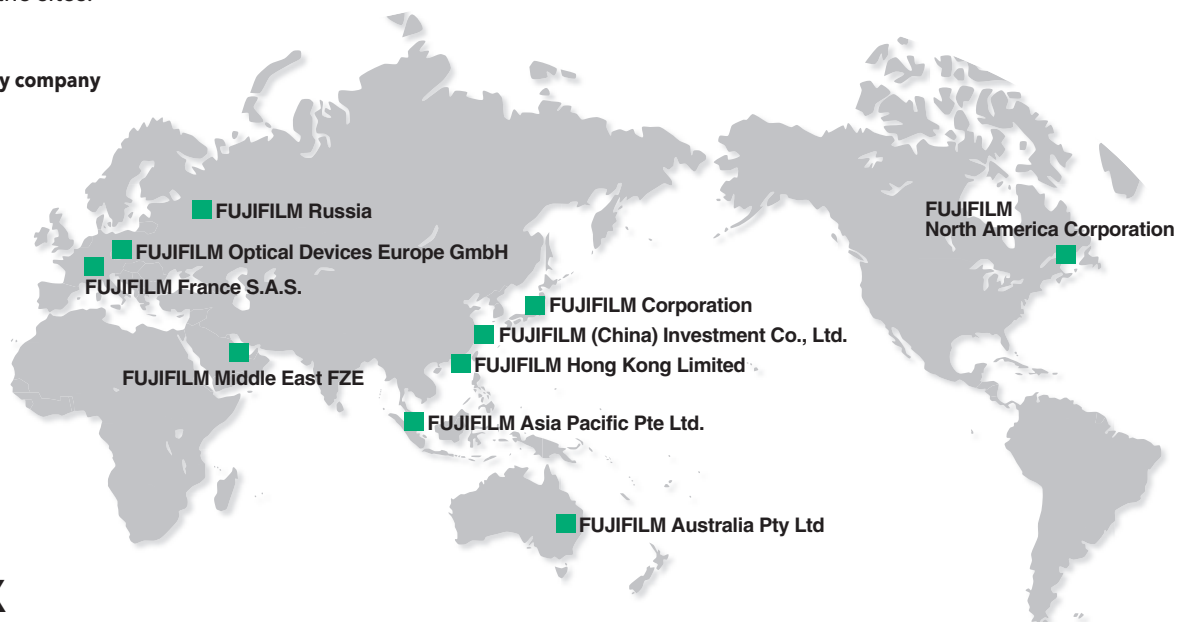 y company
FUJIFILM Russia
FUJIFILM
North America Corporation
FUJIFILM Optical Devices Europe GmbH
FUJIFILM France S.A.S.
FUJIFILM Corporation
FUJIFILM (China) Investment Co., Ltd.
FUJIFILM Hong Kong Limited
FUJIFILM Middle East FZE
FUJIFILM Asia Pacific Pte Ltd.
FUJIFILM Australia Pty Ltd